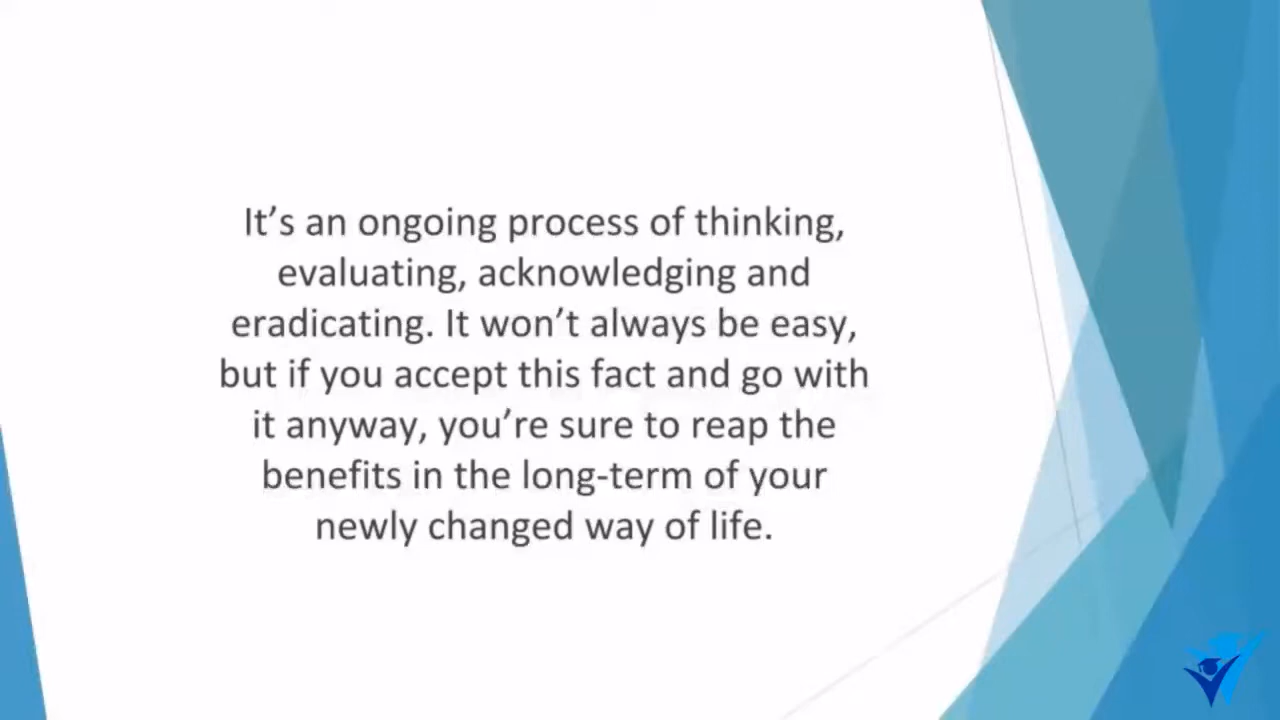 It’s an ongoing process of thinking,
evaluating, acknowledging and
eradicating. It won’t always be easy,
but if you accept this fact and go with
it anyway, you’re sure to reap the
benefits in the long-term of your
newly changed way of life.